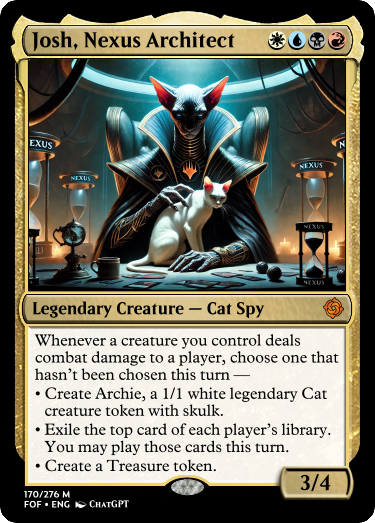 Josh, Nexus Architect
NEXUS
NEXUS
NEXUS
NEXUS
Legendary Creature — Cat Spy
Whenever a creature you control deals
combat damage to a player, choose one that
hasn't been chosen this turn —
• Create Archie, a 1/1 white legendary Cat
creature token with skulk.
• Exile the top card of each player's library.
You may play those cards this turn.
• Create a Treasure token.
3/4
170/276 M
FOF • ENG ChatGPT